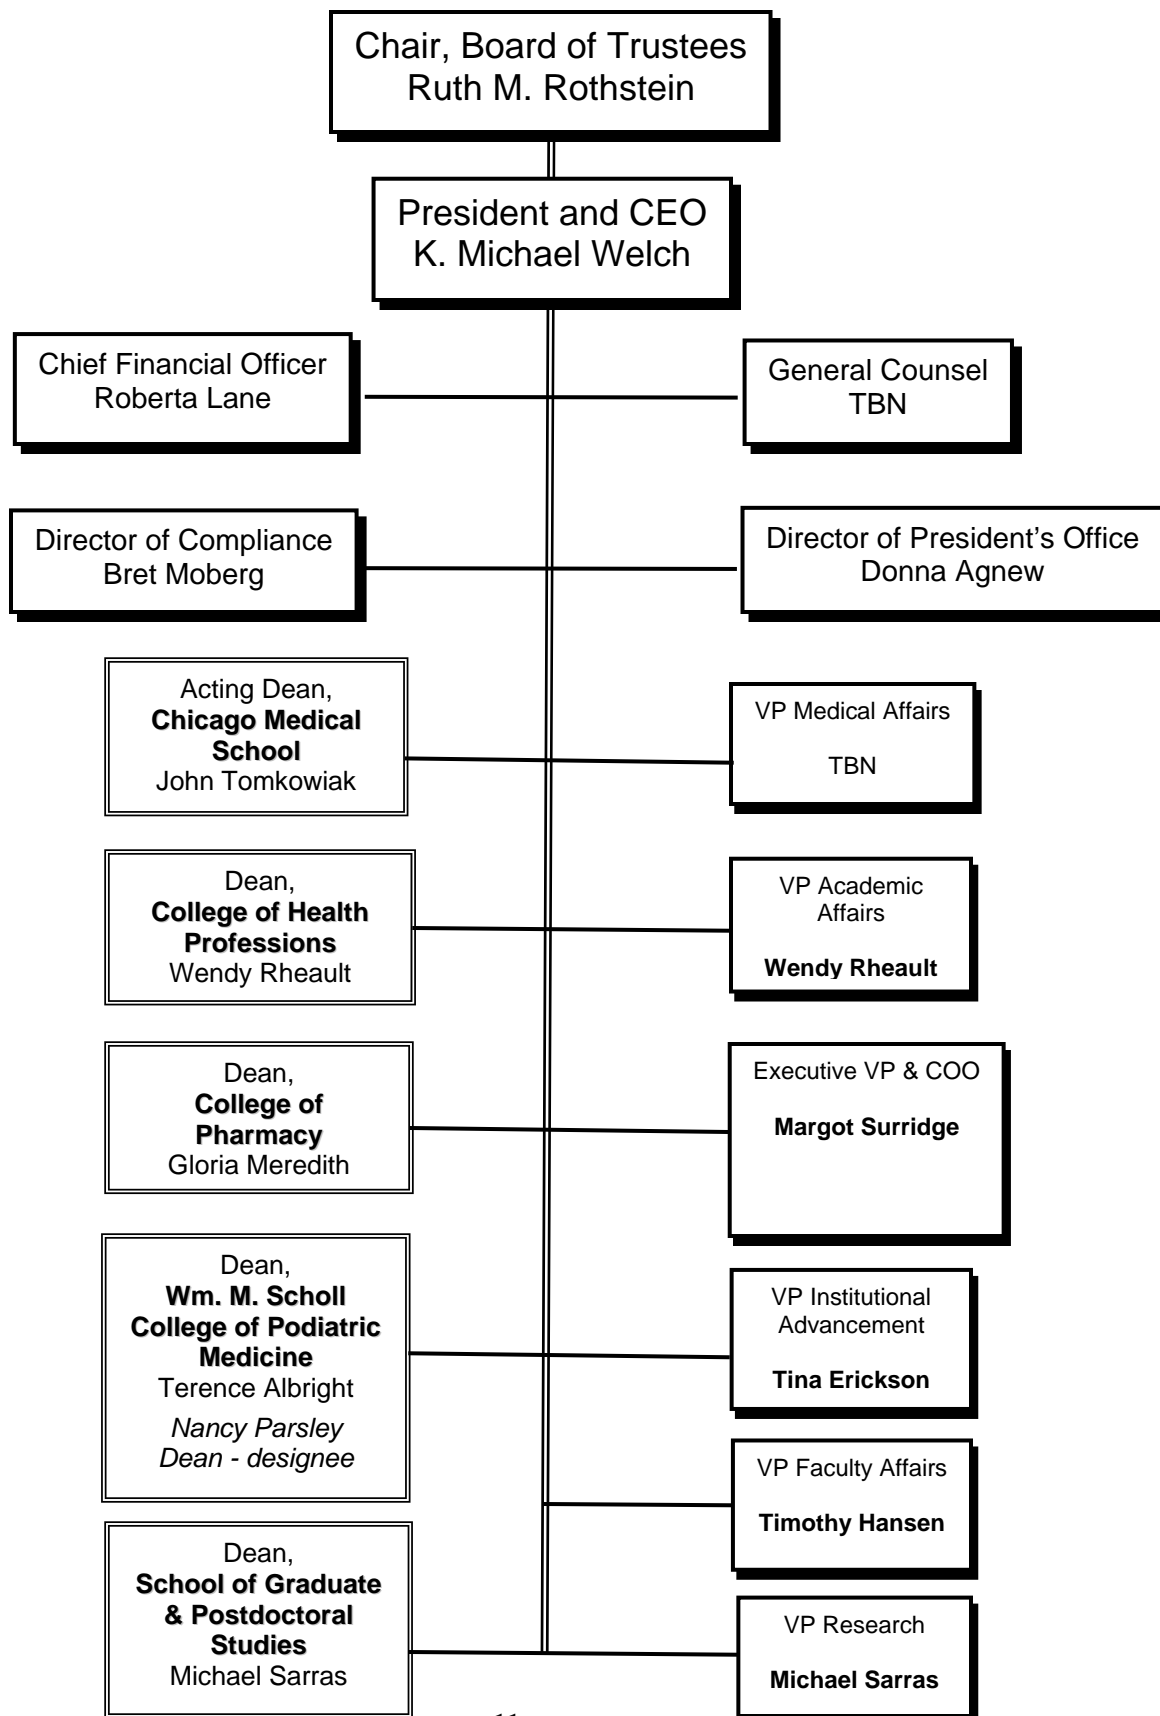 Chair, Board of Trustees
Ruth M. Rothstein
President and CEO
K. Michael Welch
Chief Financial Officer
Roberta Lane
General Counsel
TBN
Director of Compliance
Bret Moberg
Director of President’s Office
Donna Agnew
Acting Dean,
Chicago Medical
School
John Tomkowiak
VP Medical Affairs
TBN
Dean,
College of Health
Professions
Wendy Rheault
VP Academic
Affairs
Wendy Rheault
Dean,
College of
Pharmacy
Gloria Meredith
Executive VP & COO
Margot Surridge
Dean,
Wm. M. Scholl
College of Podiatric
Medicine
Terence Albright
Nancy Parsley
Dean - designee
VP Institutional
Advancement
Tina Erickson
VP Faculty Affairs
Timothy Hansen
Dean,
School of Graduate
& Postdoctoral
Studies
Michael Sarras
VP Research
Michael Sarras